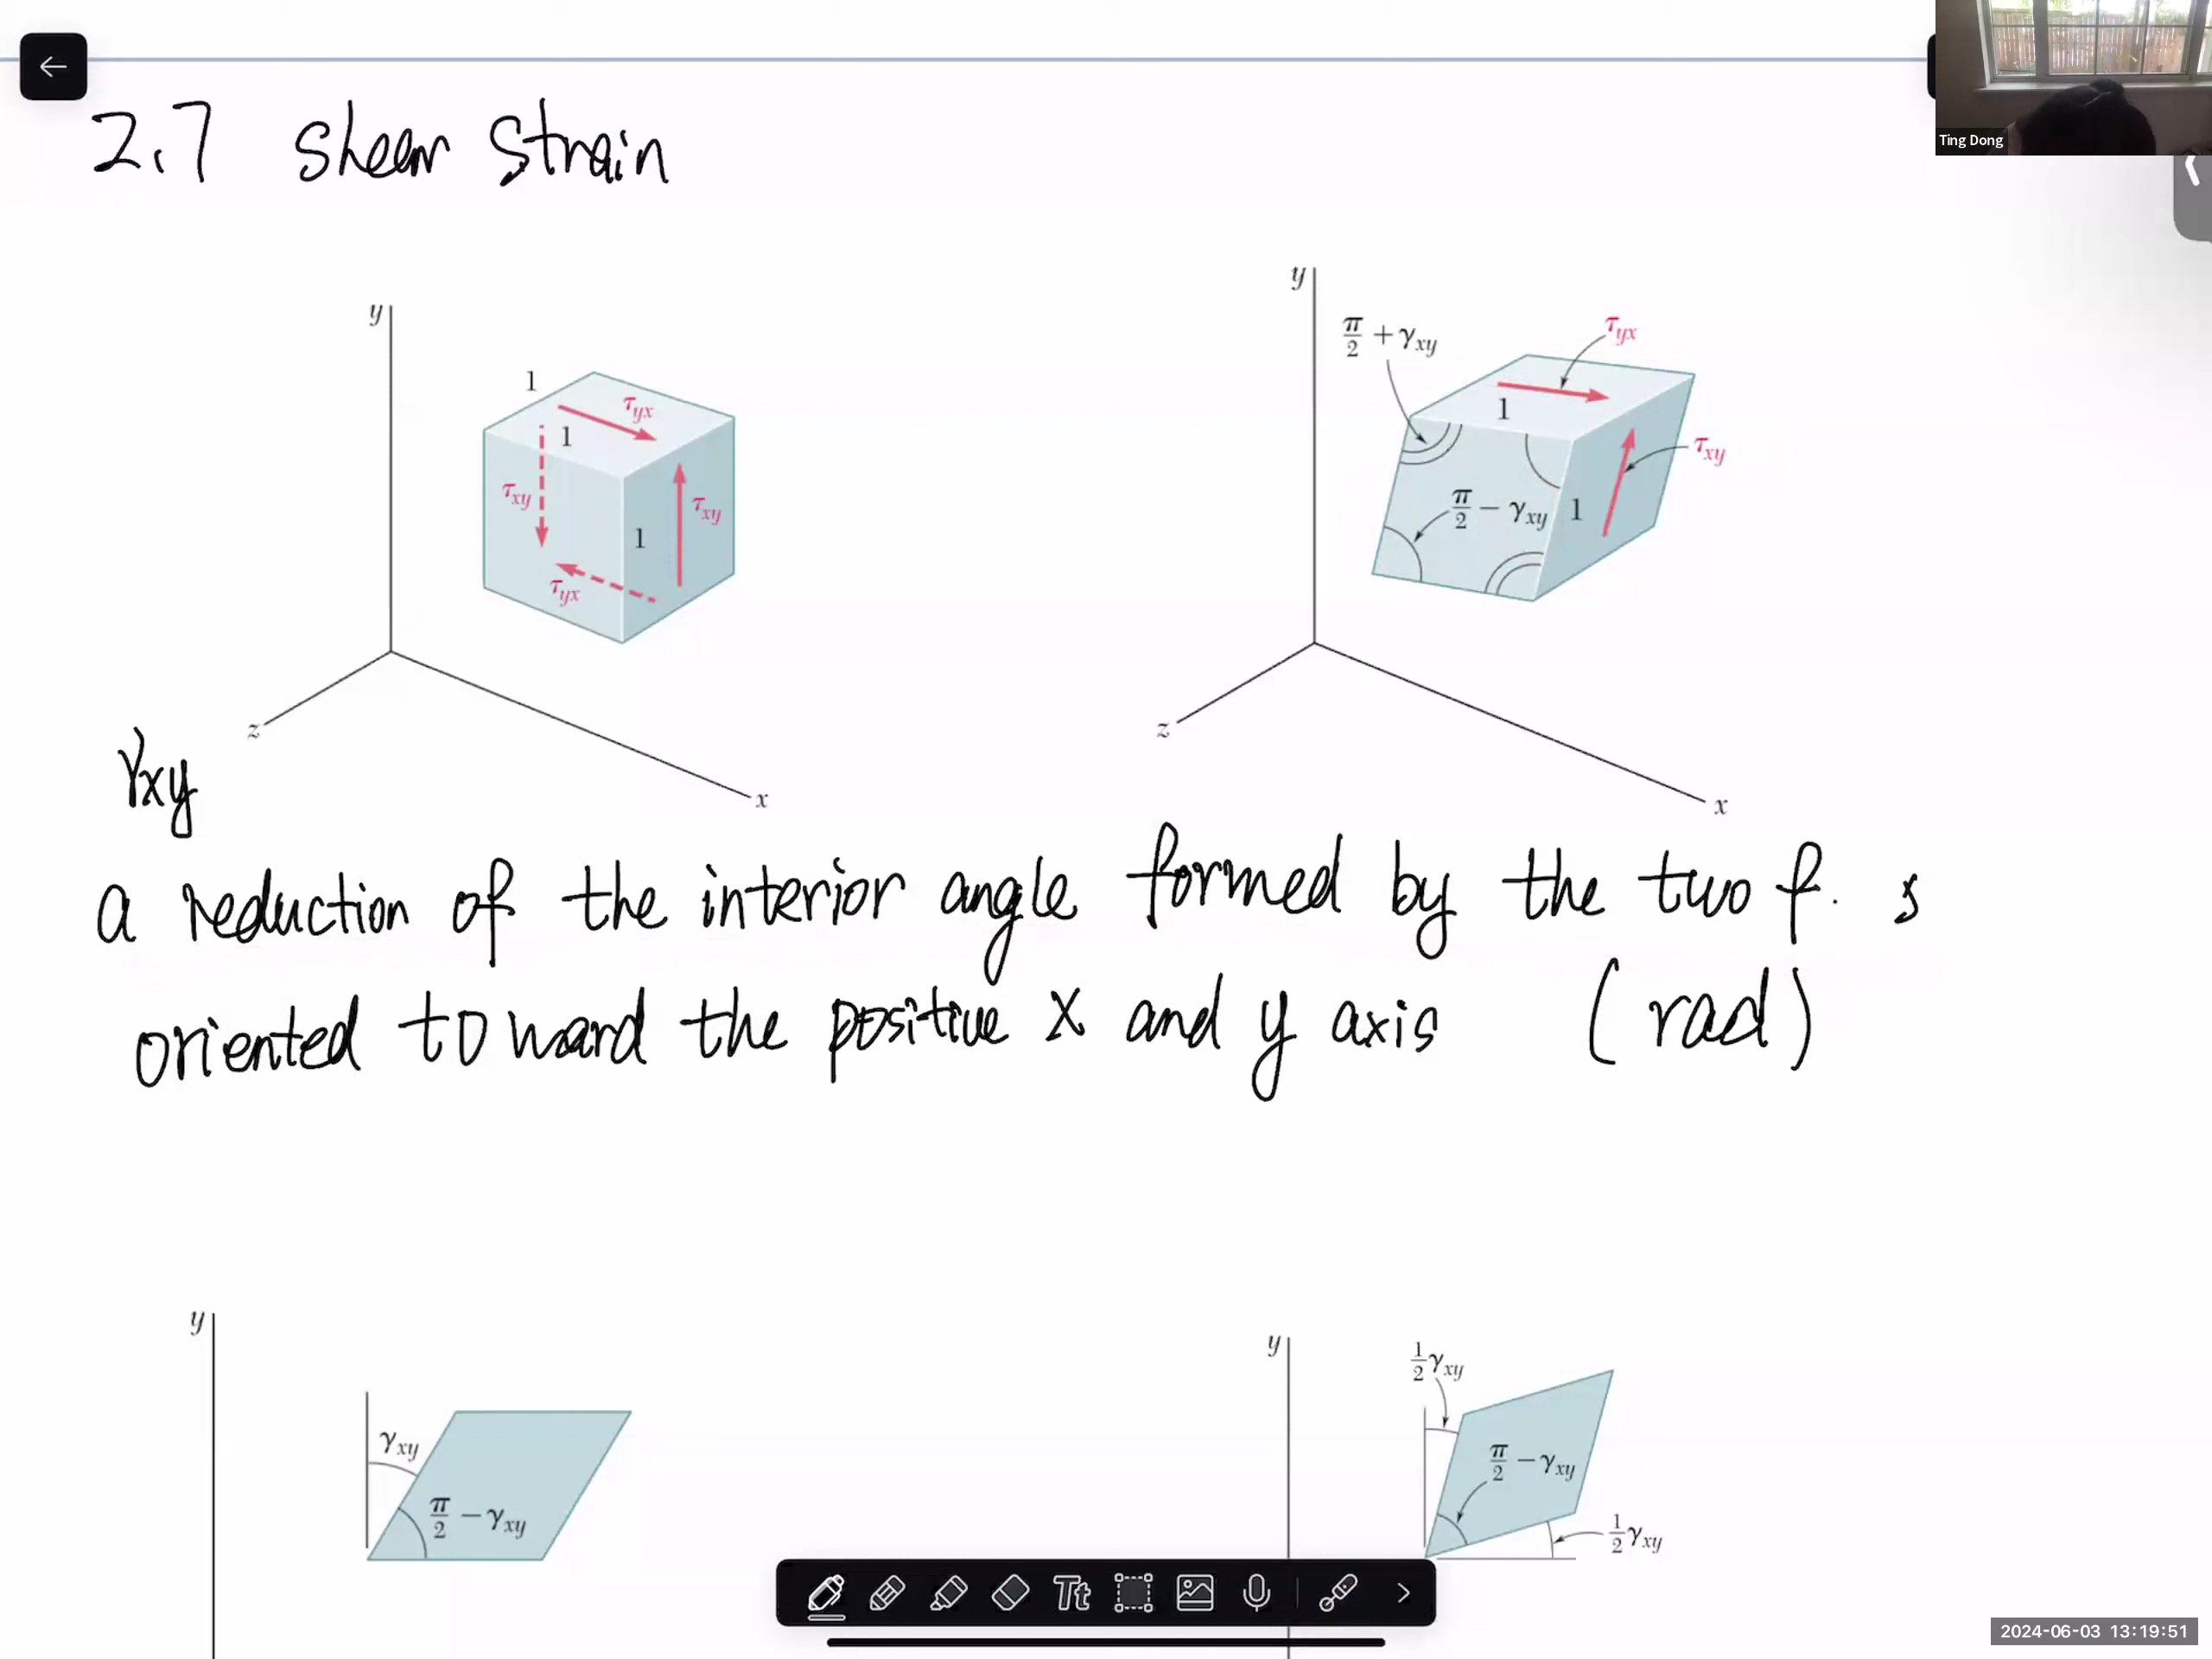 Ting Dong
2.7 shear strain
y
1
τyx
1
τxy
τxy
1
τyx
z
x
y
π/2 + γxy
τyx
1
τxy
π/2 − γxy
1
z
x
γxy
a reduction of the interior angle formed by the two f. s
oriented toward the positive x and y axis (rad)
y
γxy
π/2 − γxy
y
1/2 γxy
π/2 − γxy
1/2 γxy
Tt
2024-06-03 13:19:51